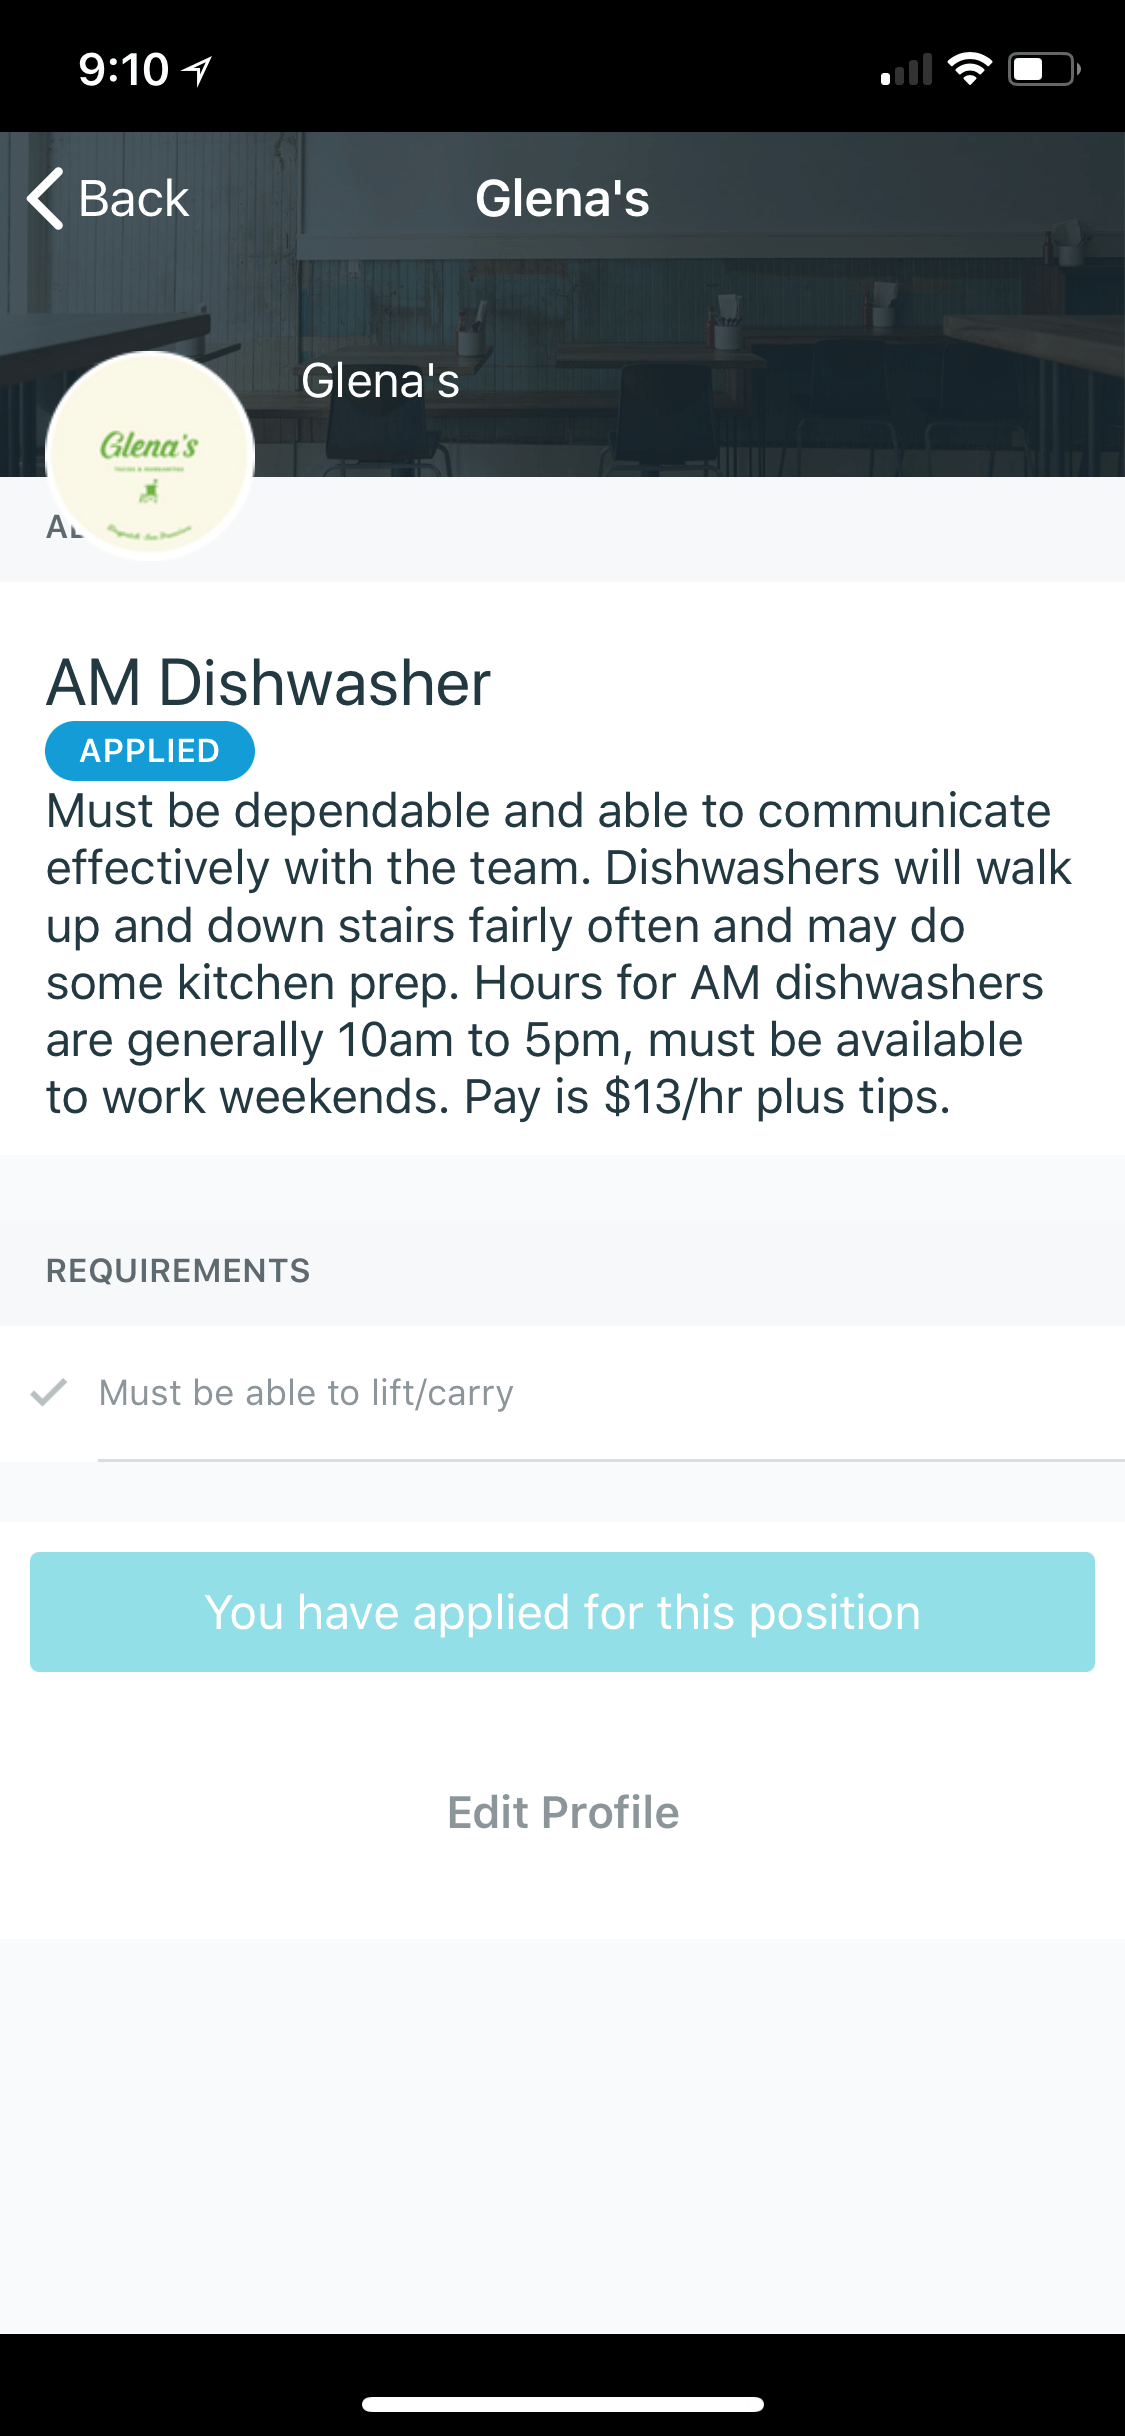 9:10
Back
Glena's
Glena's
Glena's
TACOS & MARGARITAS
AM Dishwasher
APPLIED
Must be dependable and able to communicate
effectively with the team. Dishwashers will walk
up and down stairs fairly often and may do
some kitchen prep. Hours for AM dishwashers
are generally 10am to 5pm, must be available
to work weekends. Pay is $13/hr plus tips.
REQUIREMENTS
Must be able to lift/carry
You have applied for this position
Edit Profile